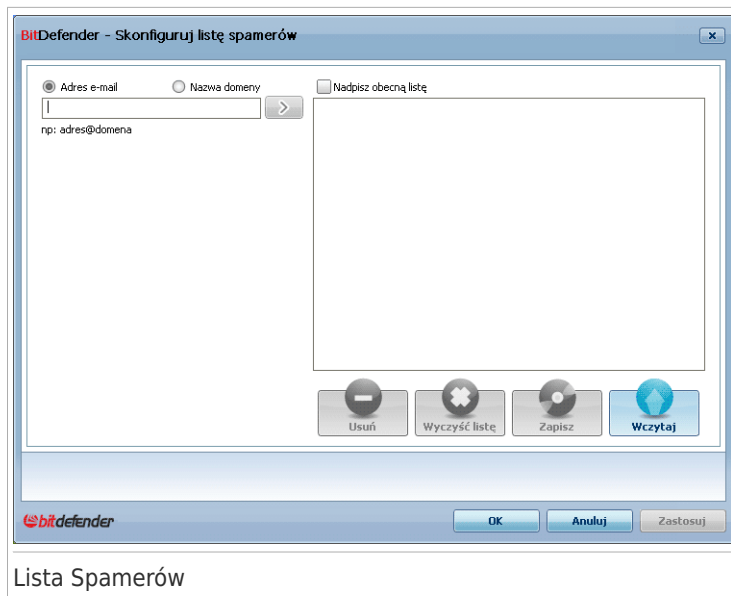 BitDefender - Skonfiguruj listę spamerów
Adres e-mail
Nazwa domeny
Nadpisz obecną listę
np: adres@domena
Usuń
Wyczyść listę
Zapisz
Wczytaj
bitdefender
OK
Anuluj
Zastosuj
Lista Spamerów